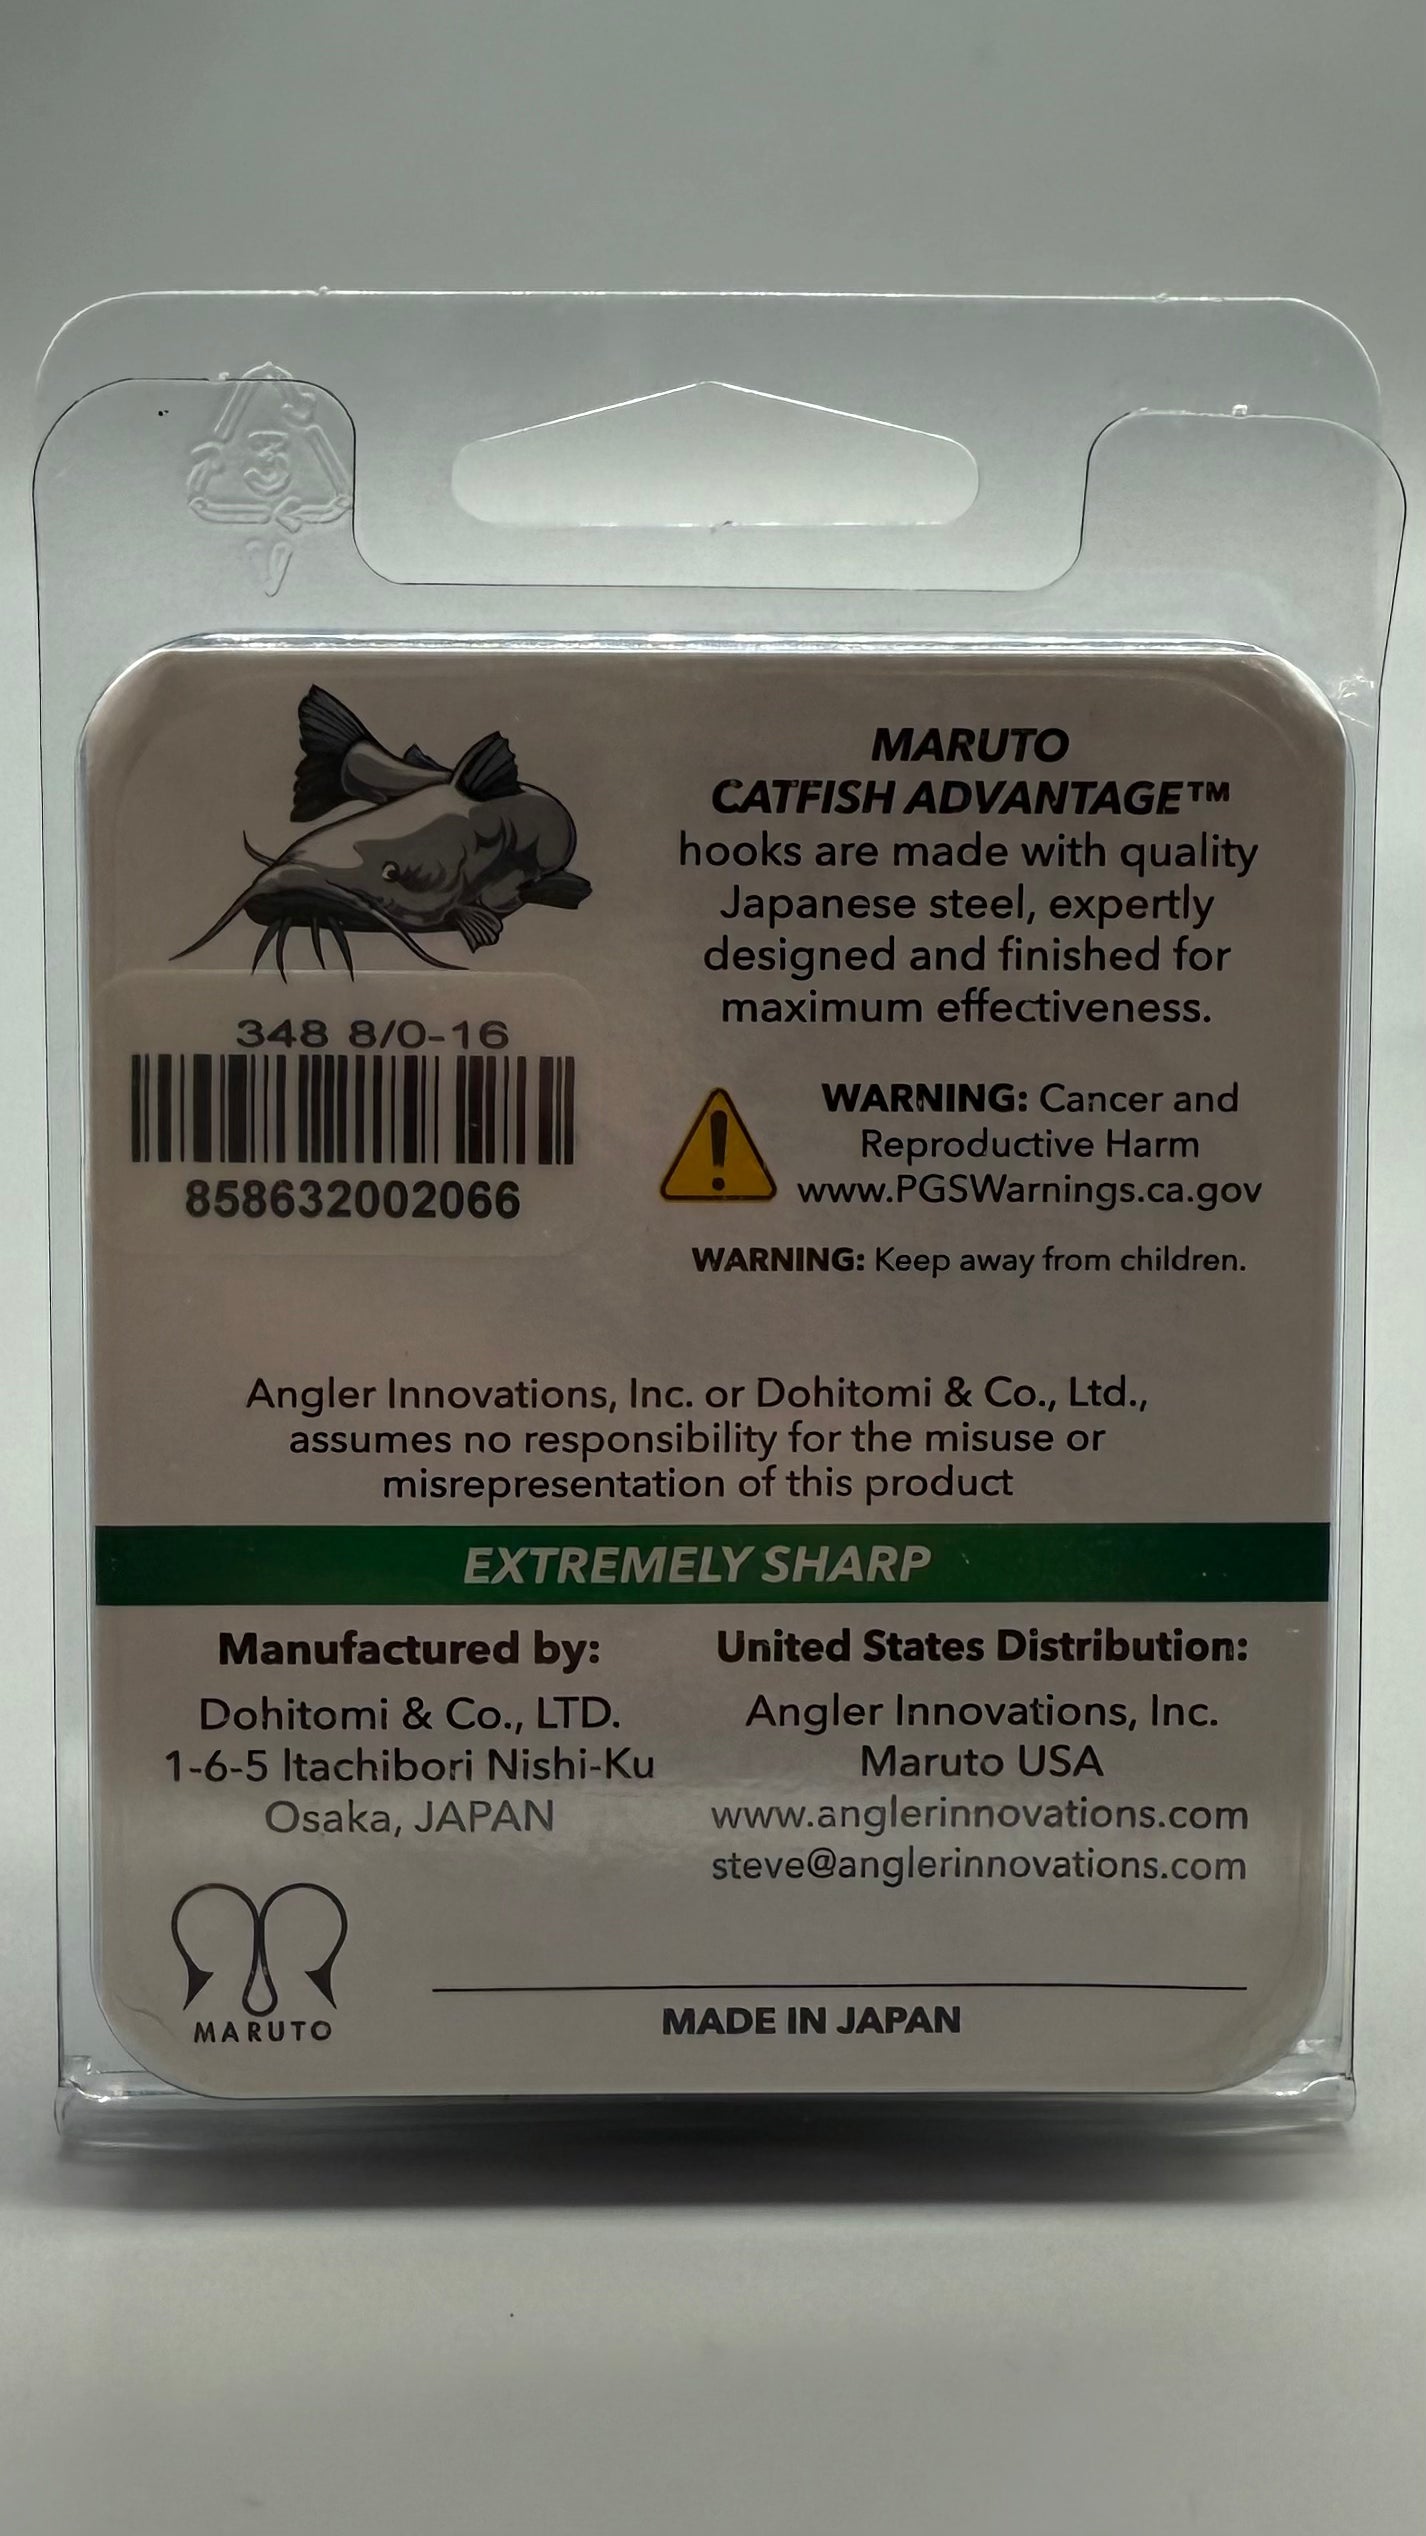 3
V
MARUTO
CATFISH ADVANTAGE™
hooks are made with quality
Japanese steel, expertly
designed and finished for
maximum effectiveness.
348 8/0-16
858632002066
WARNING: Cancer and
Reproductive Harm
www.PGSWarnings.ca.gov
WARNING: Keep away from children.
Angler Innovations, Inc. or Dohitomi & Co., Ltd.,
assumes no responsibility for the misuse or
misrepresentation of this product
EXTREMELY SHARP
Manufactured by:
Dohitomi & Co., LTD.
1-6-5 Itachibori Nishi-Ku
Osaka, JAPAN
United States Distribution:
Angler Innovations, Inc.
Maruto USA
www.anglerinnovations.com
steve@anglerinnovations.com
MARUTO
MADE IN JAPAN